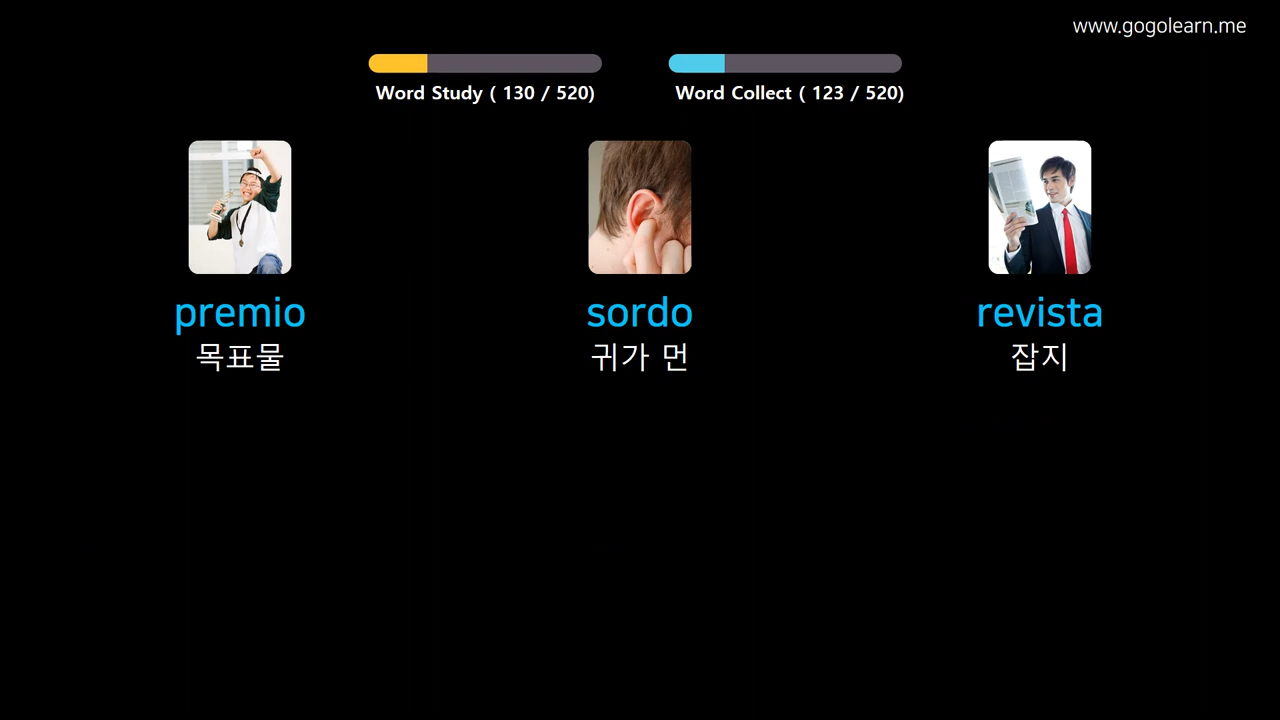 www.gogolearn.me
Word Study ( 130 / 520)
Word Collect ( 123 / 520)
premio
목표물
sordo
귀가 먼
revista
잡지